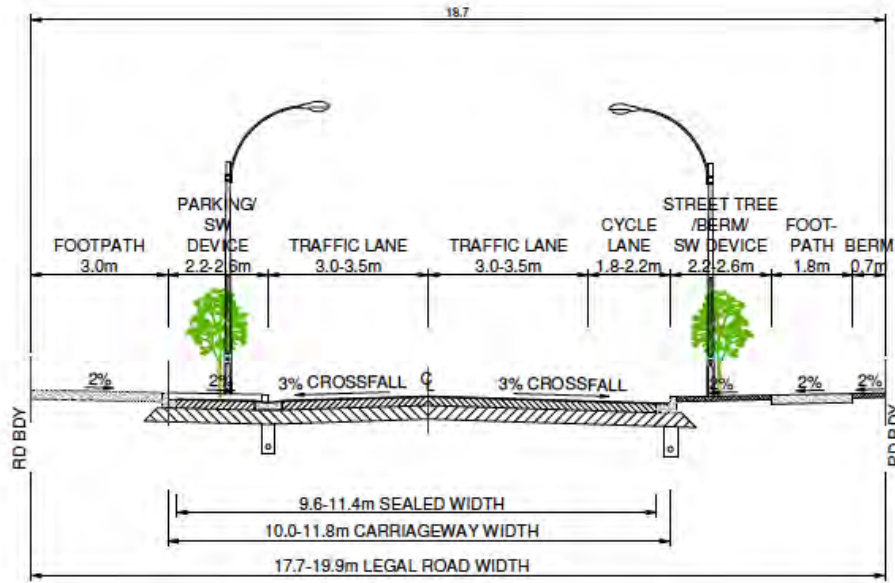 18.7
PARKING/
SW
DEVICE
2.2-2.6m
STREET TREE
/BERM/
SW DEVICE
2.2-2.6m
FOOTPATH
3.0m
TRAFFIC LANE
3.0-3.5m
TRAFFIC LANE
3.0-3.5m
CYCLE
LANE
1.8-2.2m
FOOT-
PATH
1.8m
BERM
0.7m
2%
2%
3% CROSSFALL
℄
3% CROSSFALL
2%
2%
2%
RD BDY
RD BDY
9.6-11.4m SEALED WIDTH
10.0-11.8m CARRIAGEWAY WIDTH
17.7-19.9m LEGAL ROAD WIDTH